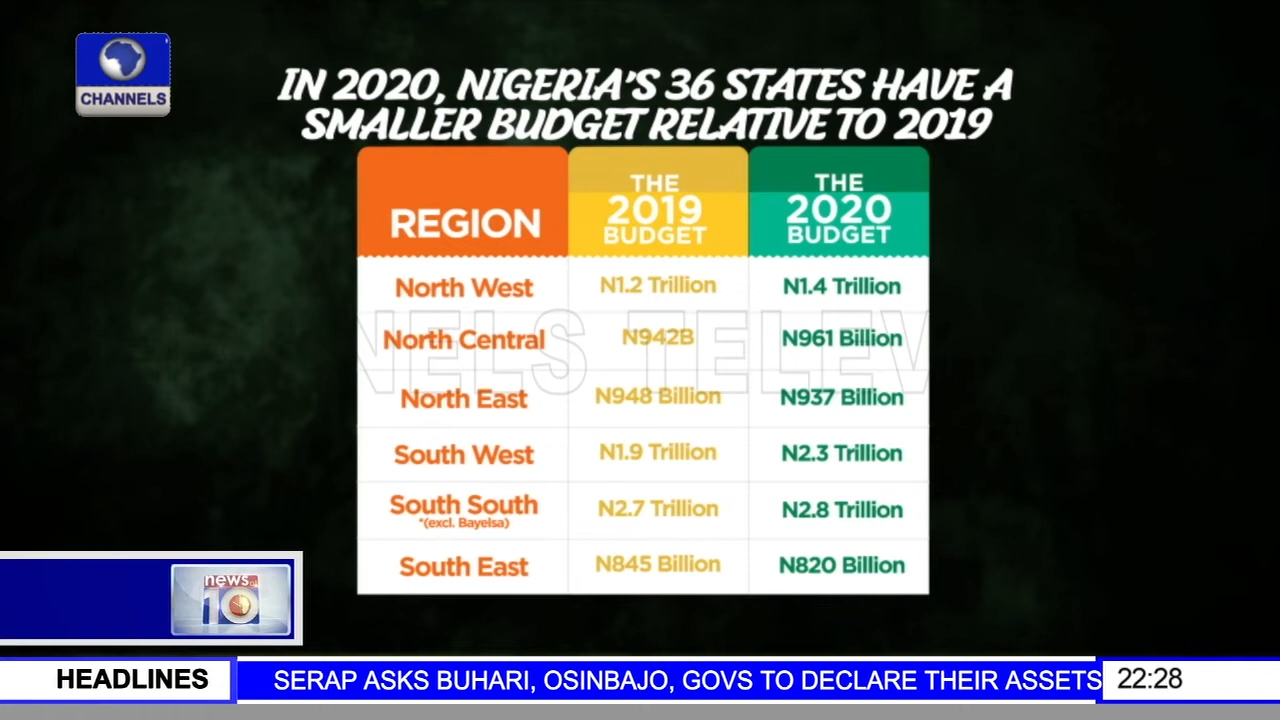 CHANNELS
IN 2020, NIGERIA'S 36 STATES HAVE A
SMALLER BUDGET RELATIVE TO 2019
REGION
THE
2019
BUDGET
THE
2020
BUDGET
North West N1.2 Trillion N1.4 Trillion
North Central N942B N961 Billion
North East N948 Billion N937 Billion
South West N1.9 Trillion N2.3 Trillion
South South N2.7 Trillion N2.8 Trillion
*(excl. Bayelsa)
South East N845 Billion N820 Billion
news
10
HEADLINES SERAP ASKS BUHARI, OSINBAJO, GOVS TO DECLARE THEIR ASSETS 22:28